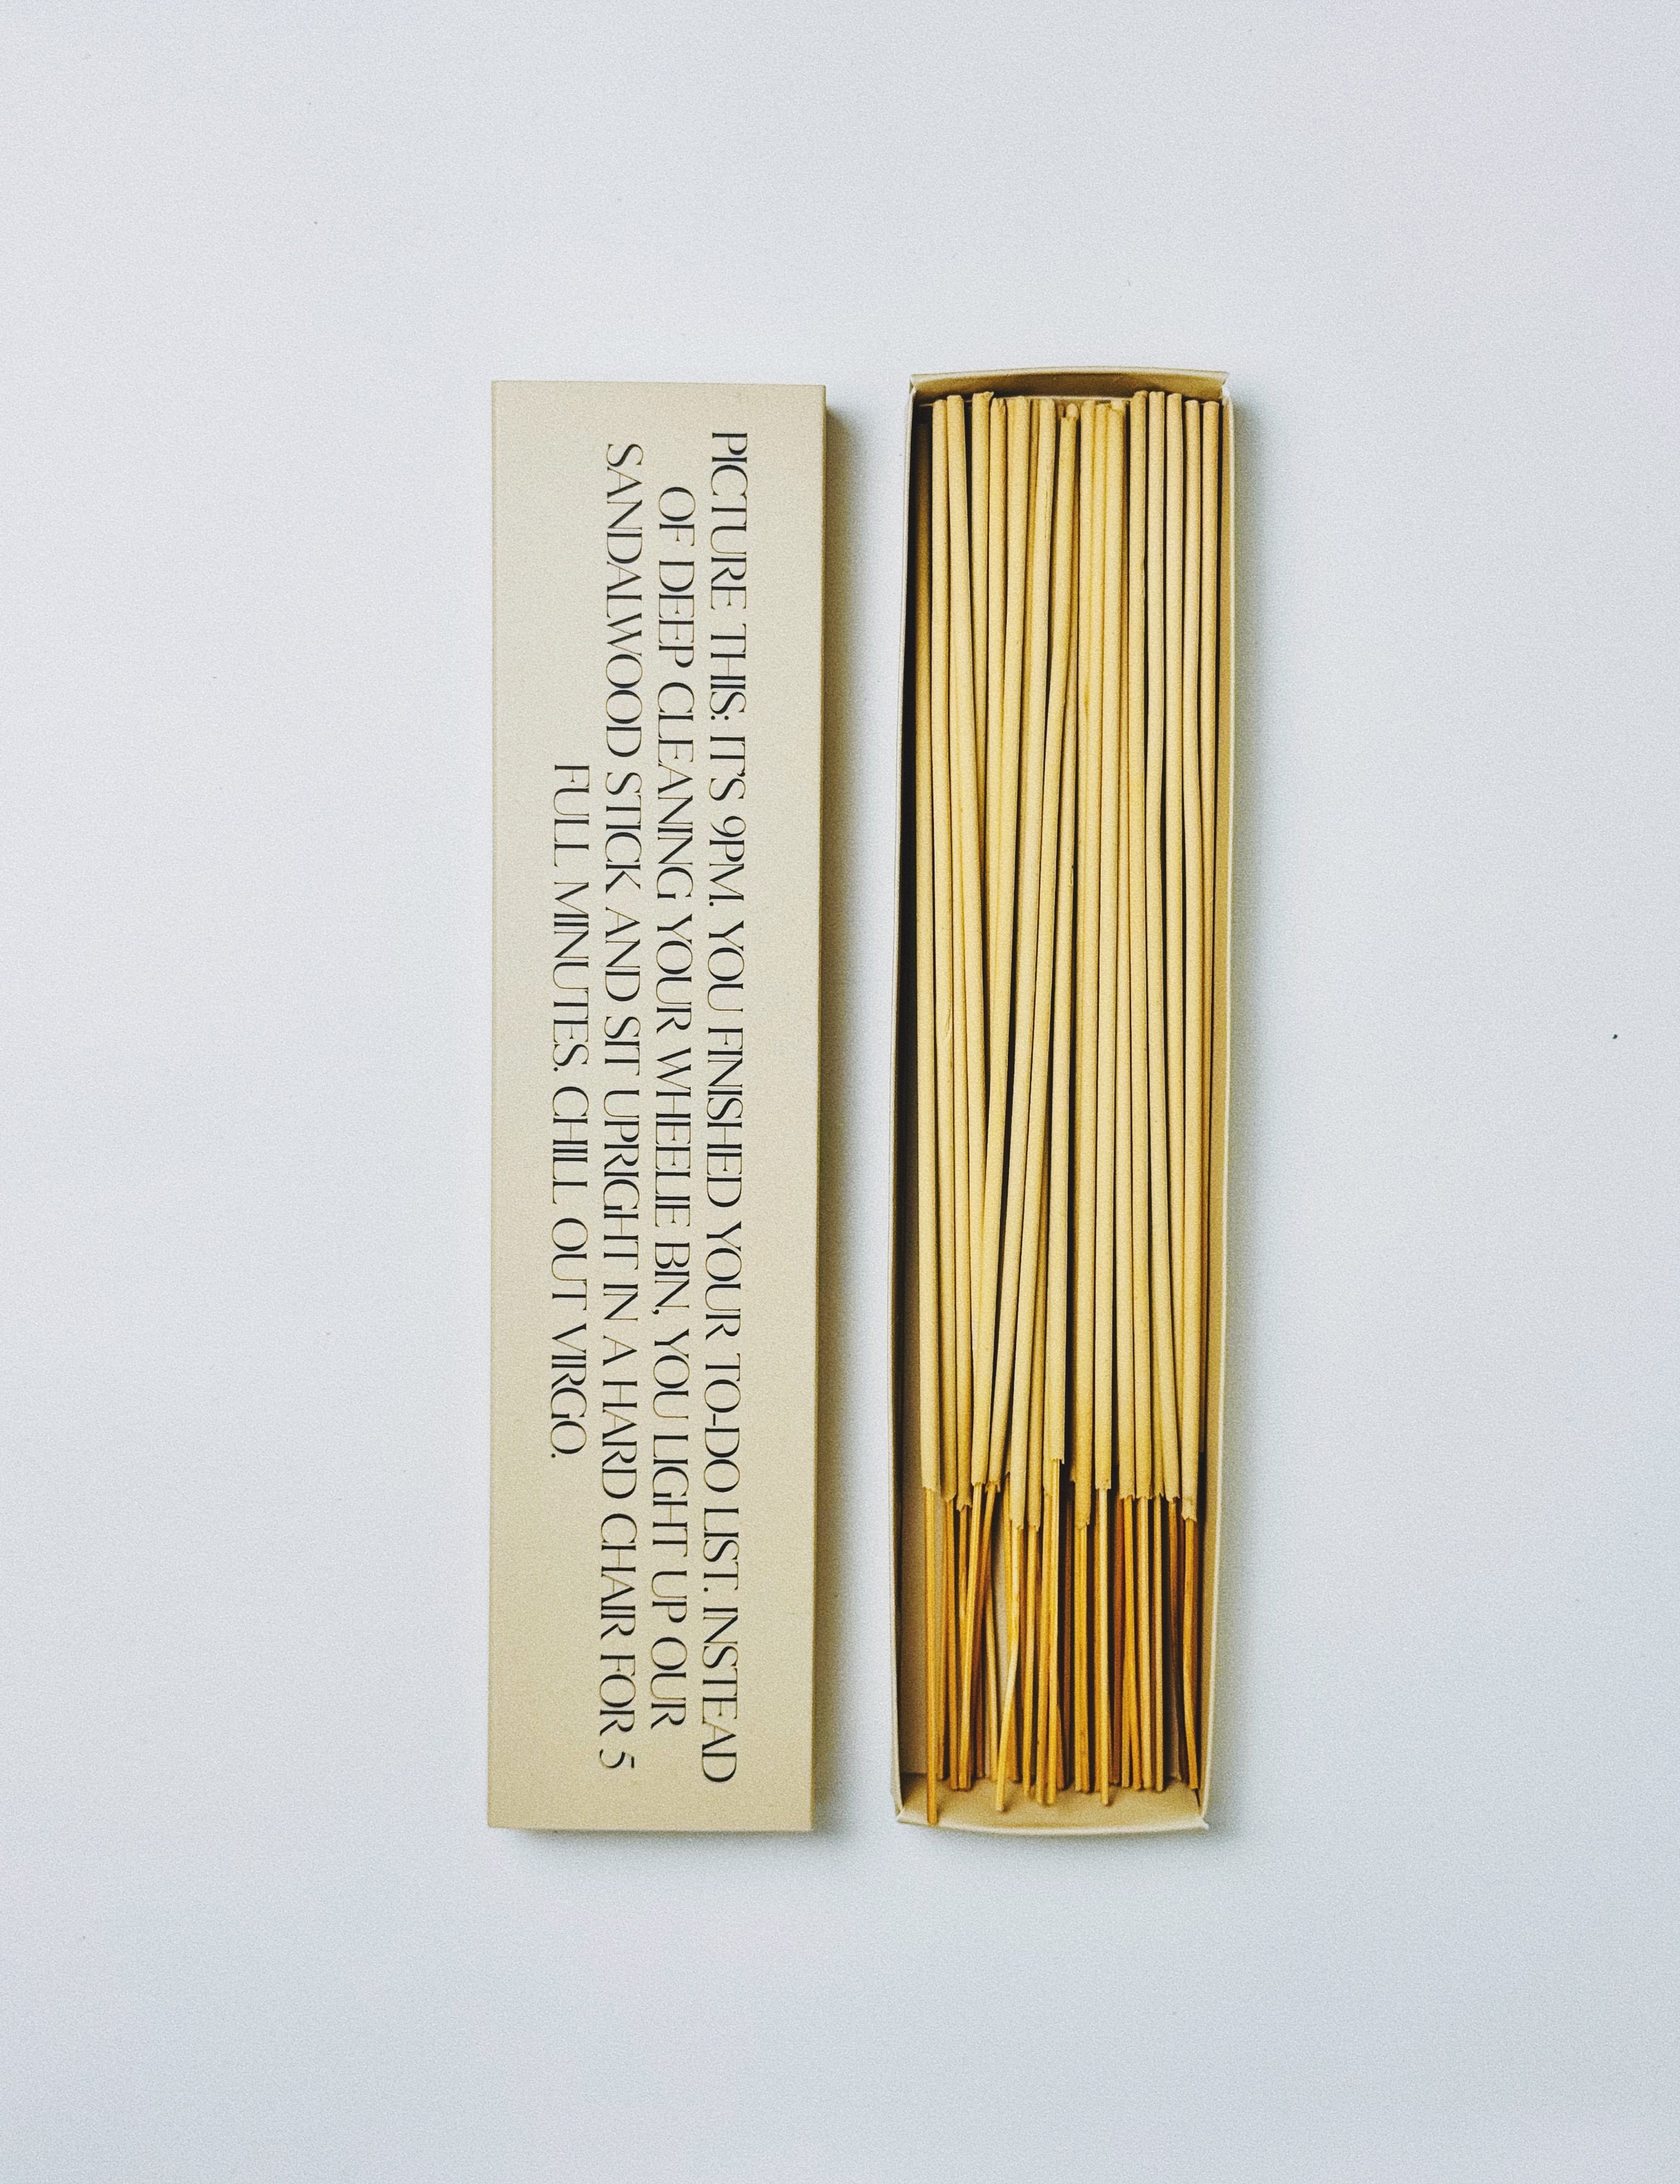 PICTURE THIS: IT'S 9PM. YOU FINISHED YOUR TO-DO LIST. INSTEAD
OF DEEP CLEANING YOUR WHEELIE BIN, YOU LIGHT UP OUR
SANDALWOOD STICK AND SIT UPRIGHT IN A HARD CHAIR FOR 5
FULL MINUTES. CHILL OUT VIRGO.